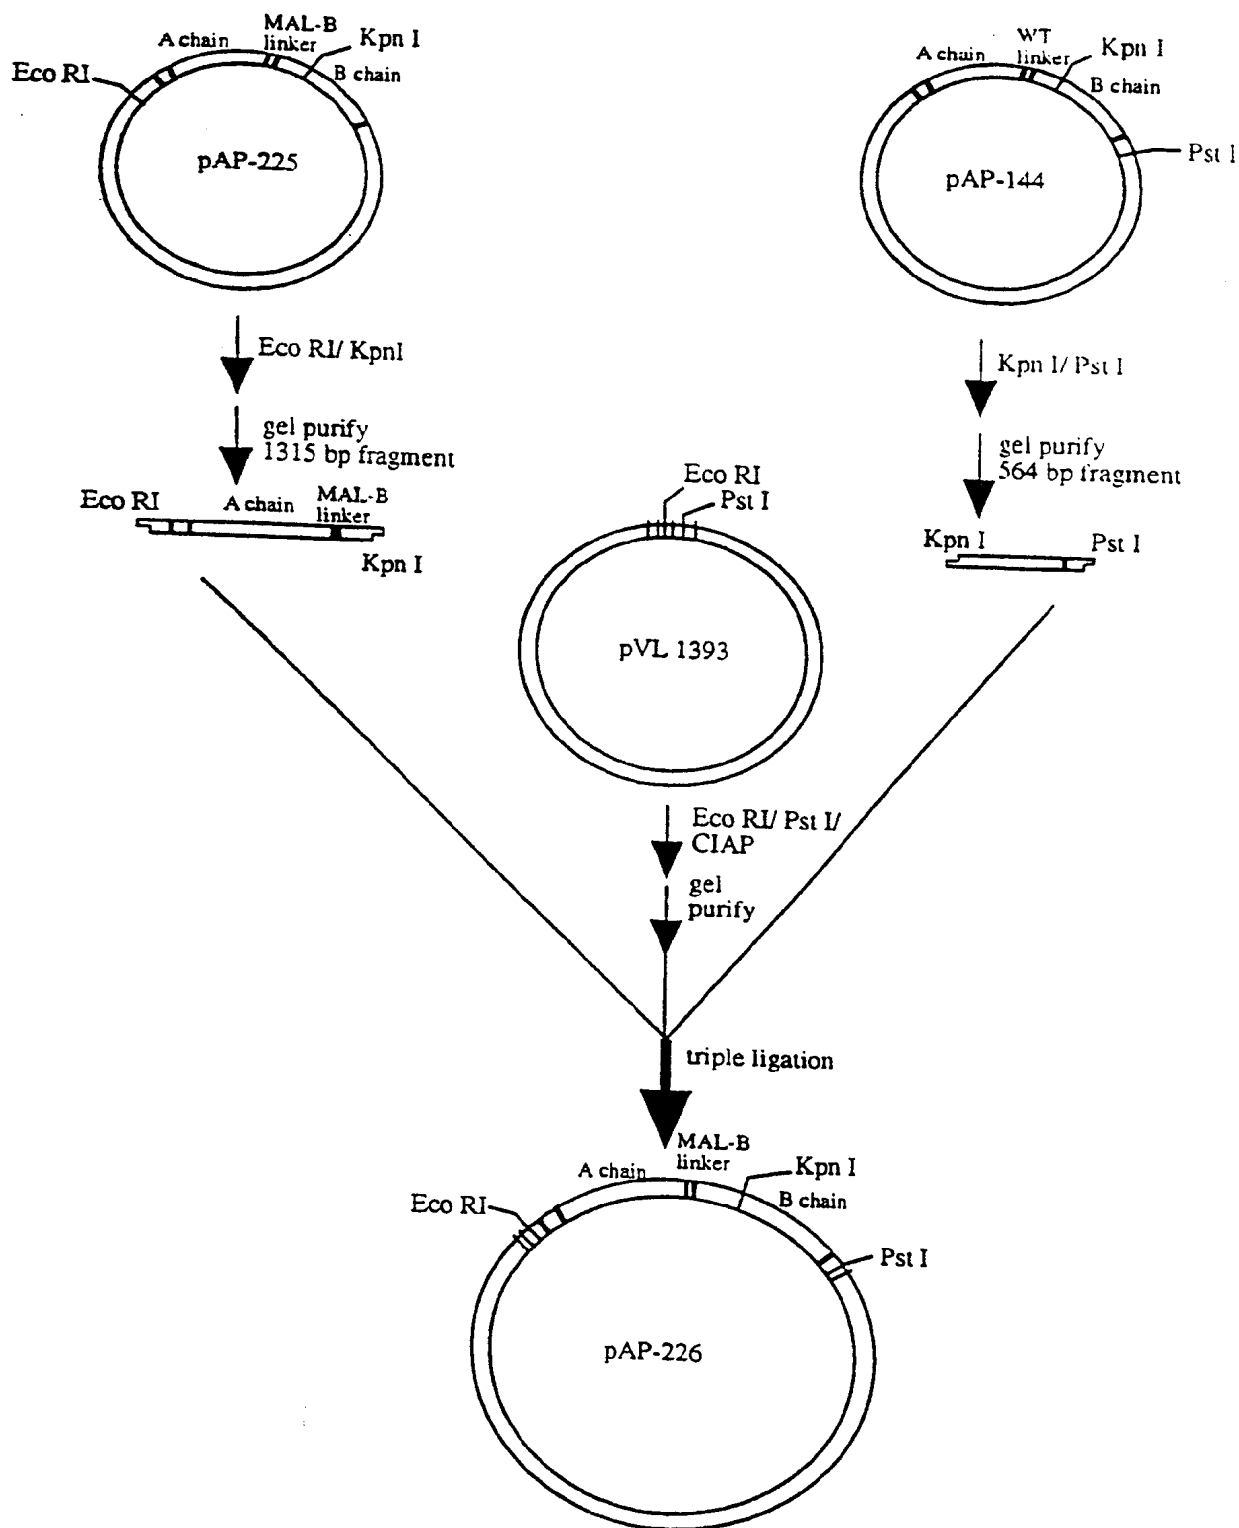 A chain
MAL-B
linker
Kpn I
B chain
Eco RI
pAP-225
A chain
WT
linker
Kpn I
B chain
Pst I
pAP-144
Eco RI/ KpnI
gel purify
1315 bp fragment
Kpn I/ Pst I
gel purify
564 bp fragment
Eco RI
A chain
MAL-B
linker
Kpn I
Eco RI
Pst I
Kpn I
Pst I
pVL 1393
Eco RI/ Pst I/
CIAP
gel
purify
triple ligation
MAL-B
linker
A chain
Kpn I
B chain
Eco RI
Pst I
pAP-226